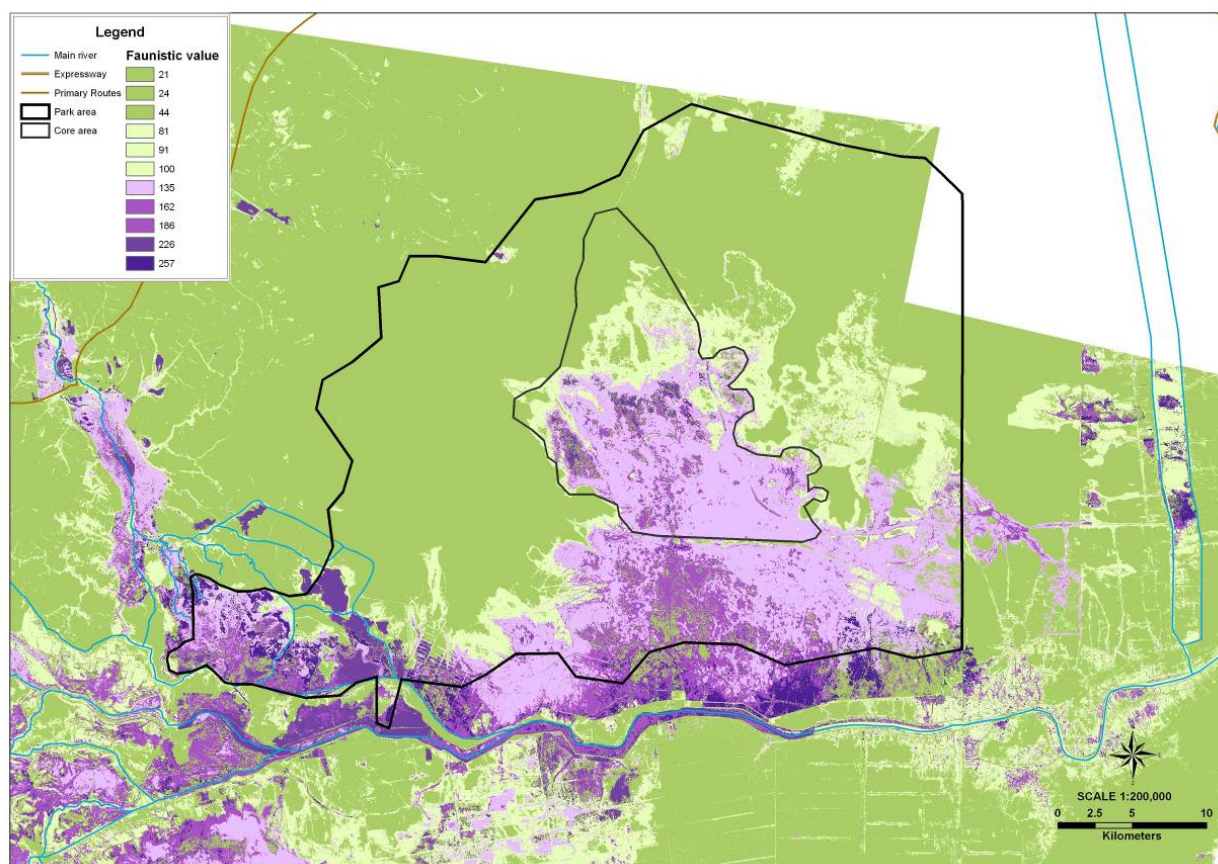 Legend
Main river
Expressway
Primary Routes
Park area
Core area
Faunistic value
21
24
44
81
91
100
135
162
186
226
257
SCALE 1:200,000
0 2.5 5 10
Kilometers